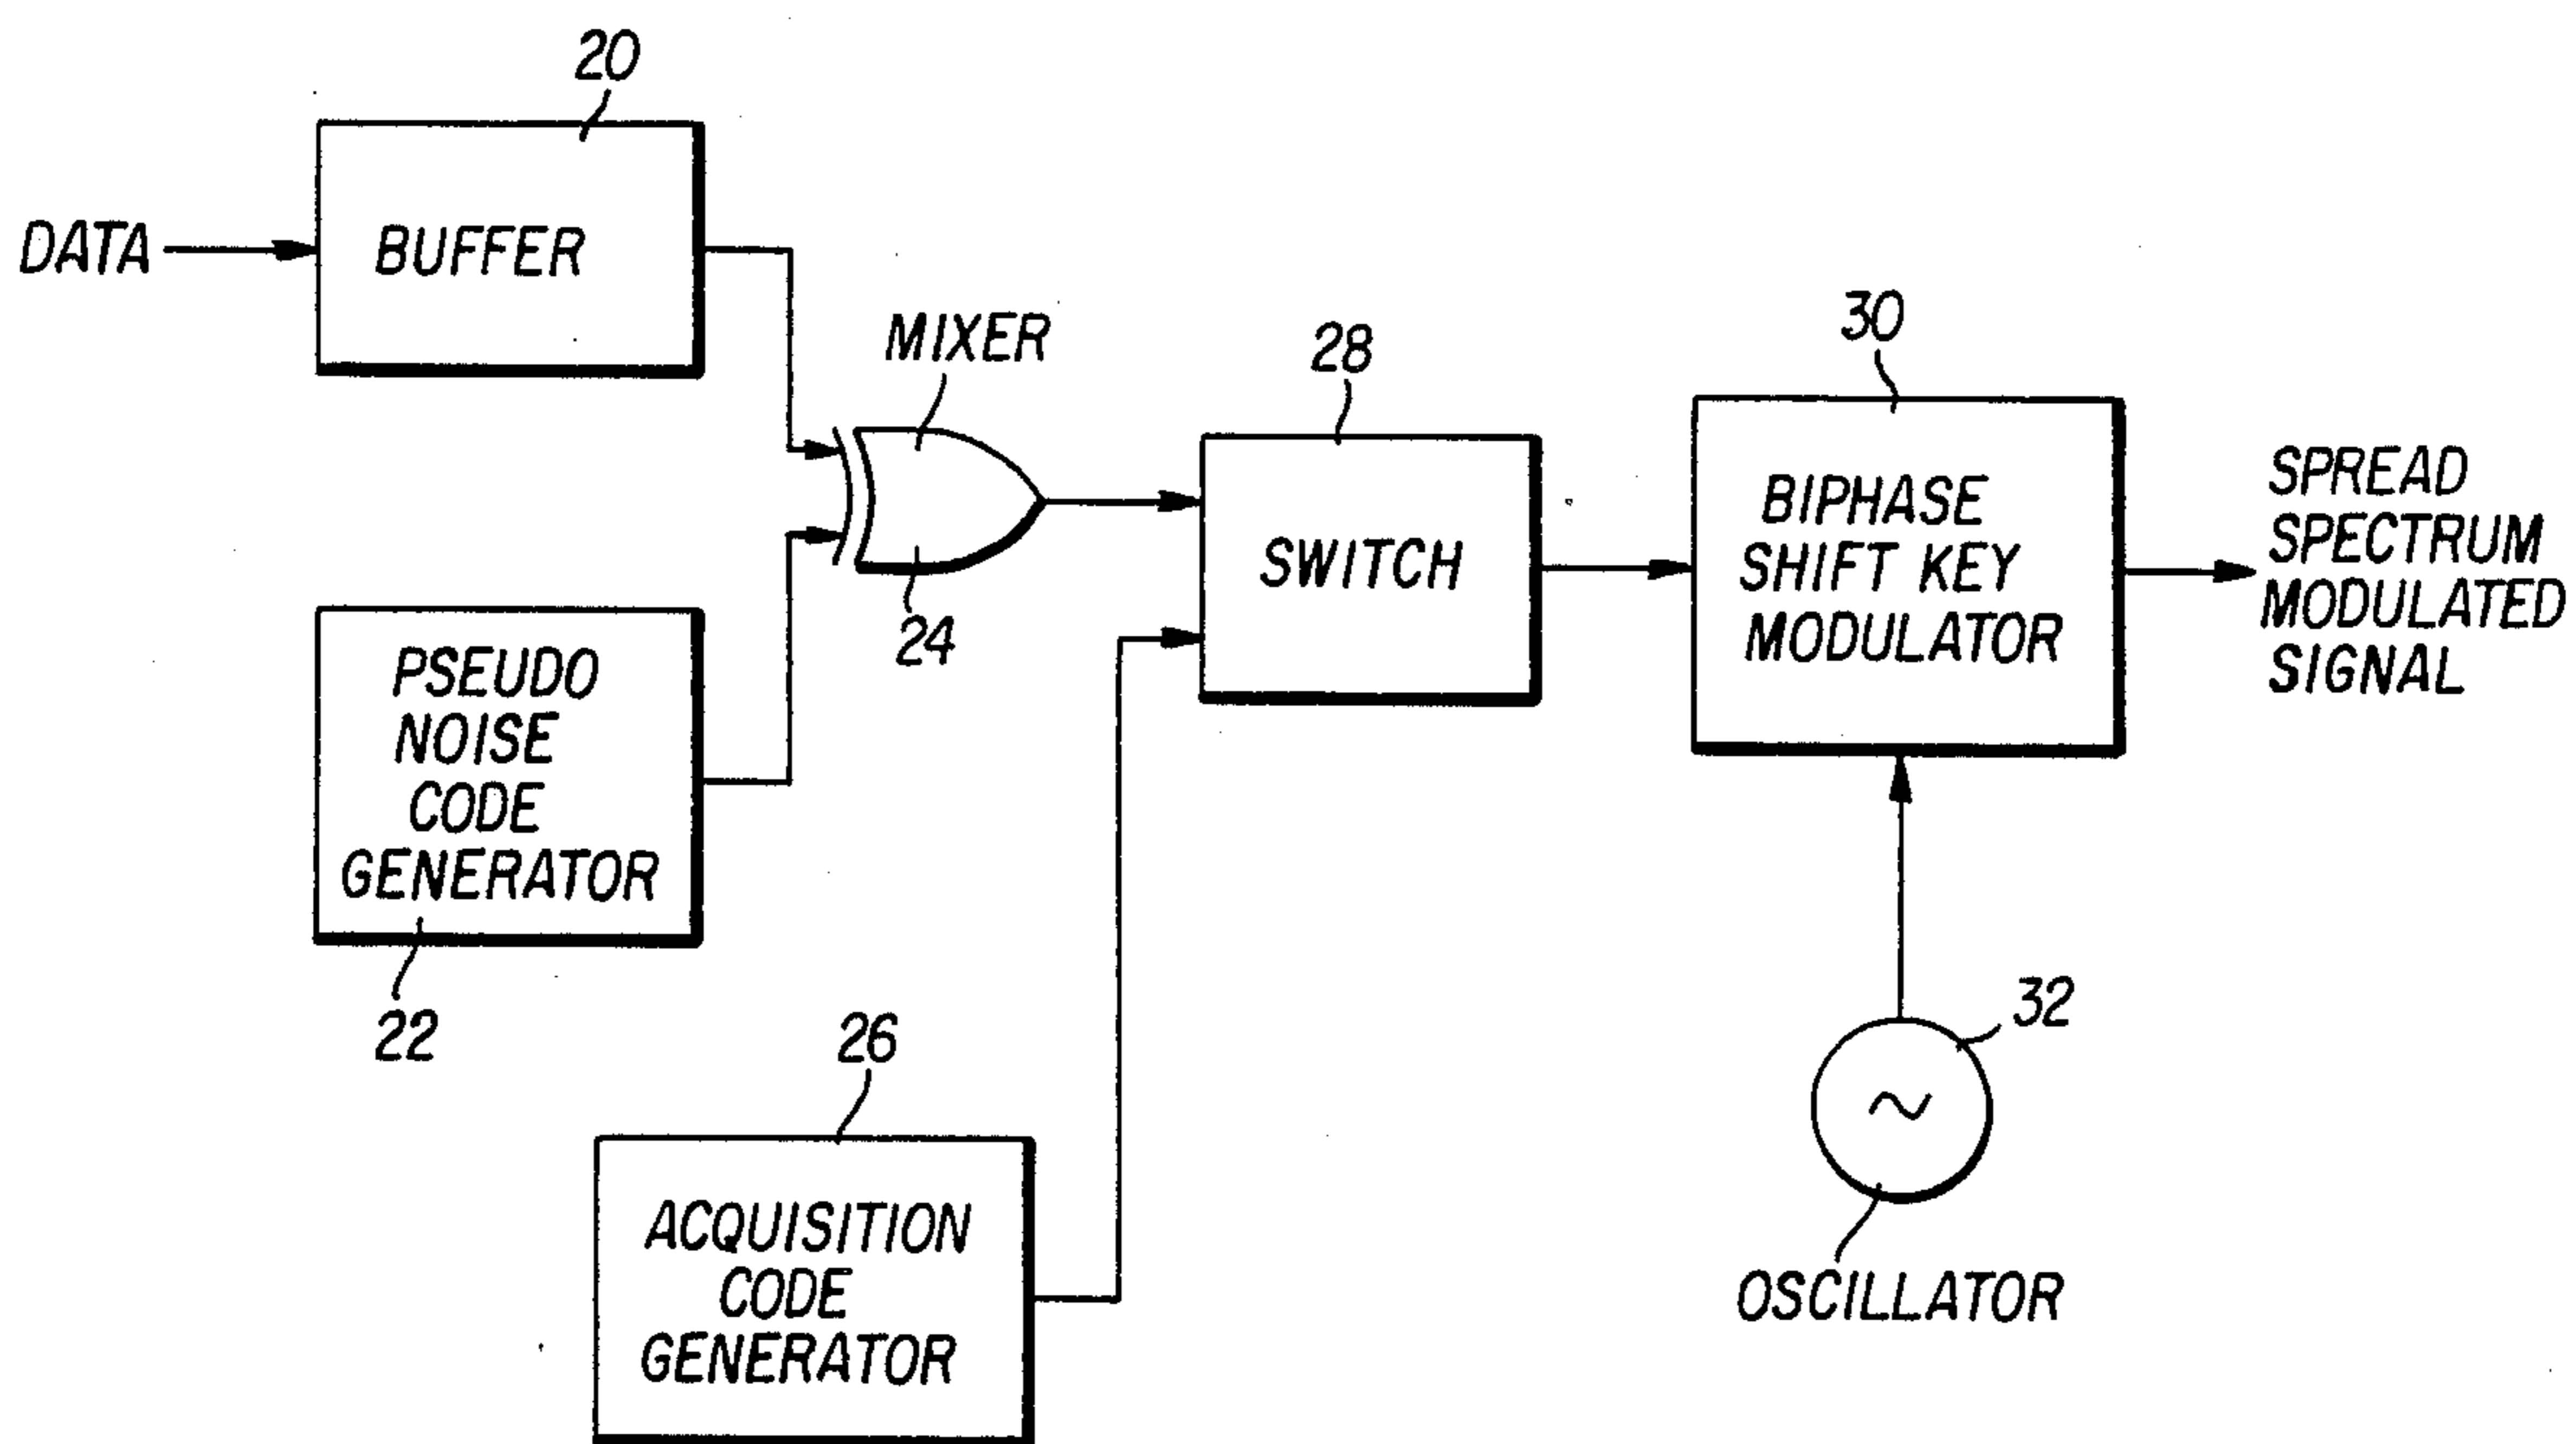 20
DATA
BUFFER
MIXER
24
PSEUDO
NOISE
CODE
GENERATOR
22
28
SWITCH
26
ACQUISITION
CODE
GENERATOR
30
BIPHASE
SHIFT KEY
MODULATOR
SPREAD
SPECTRUM
MODULATED
SIGNAL
32
OSCILLATOR